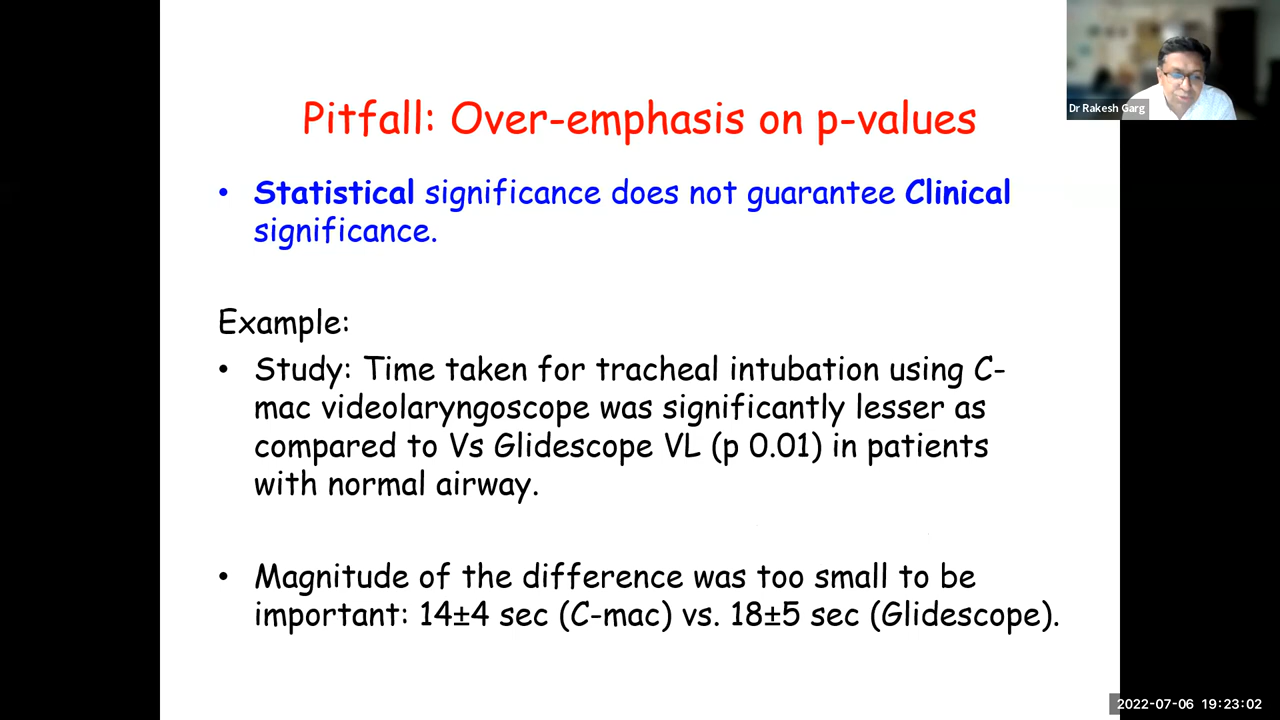 Pitfall: Over-emphasis on p-values
• Statistical significance does not guarantee Clinical
significance.
Example:
• Study: Time taken for tracheal intubation using C-
mac videolaryngoscope was significantly lesser as
compared to Vs Glidescope VL (p 0.01) in patients
with normal airway.
• Magnitude of the difference was too small to be
important: 14±4 sec (C-mac) vs. 18±5 sec (Glidescope).
Dr Rakesh Garg
2022-07-06 19:23:02